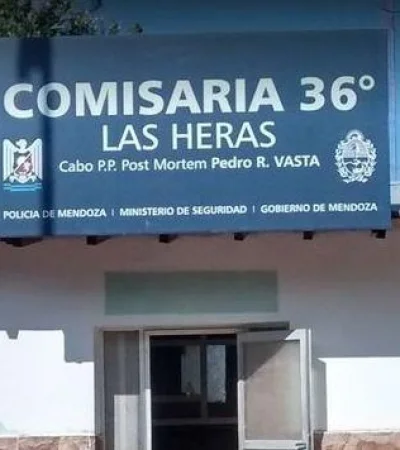 COMISARIA 36°
LAS HERAS
Cabo P.P. Post Mortem Pedro R. VASTA
POLICIA DE MENDOZA | MINISTERIO DE SEGURIDAD | GOBIERNO DE MENDOZA